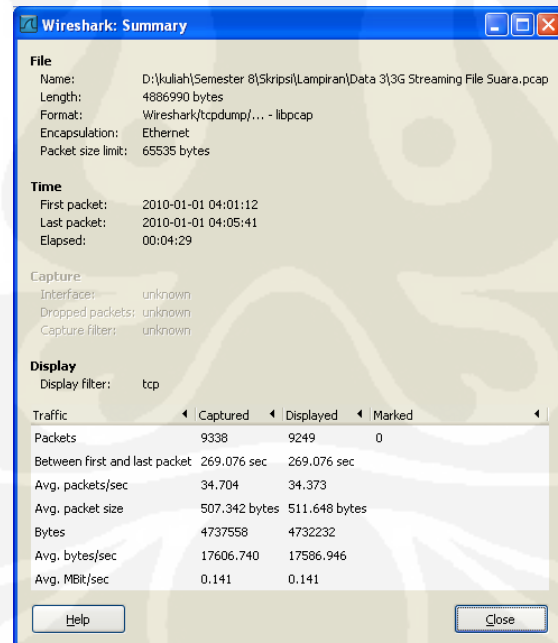 Wireshark: Summary
File
Name: D:\kuliah\Semester 8\Skripsi\Lampiran\Data 3\3G Streaming File Suara.pcap
Length: 4886990 bytes
Format: Wireshark/tcpdump/... - libpcap
Encapsulation: Ethernet
Packet size limit: 65535 bytes
Time
First packet: 2010-01-01 04:01:12
Last packet: 2010-01-01 04:05:41
Elapsed: 00:04:29
Capture
Interface: unknown
Dropped packets: unknown
Capture filter: unknown
Display
Display filter: tcp
Traffic Captured Displayed Marked
Packets 9338 9249 0
Between first and last packet 269.076 sec 269.076 sec
Avg. packets/sec 34.704 34.373
Avg. packet size 507.342 bytes 511.648 bytes
Bytes 4737558 4732232
Avg. bytes/sec 17606.740 17586.946
Avg. MBit/sec 0.141 0.141
Help Close